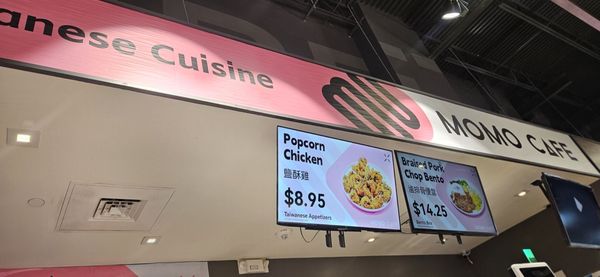 anese Cuisine
MOMO CAFE
Popcorn
Chicken
鹽酥雞
$8.95
Taiwanese Appetizers
Braised Pork
Chop Bento
$14.25